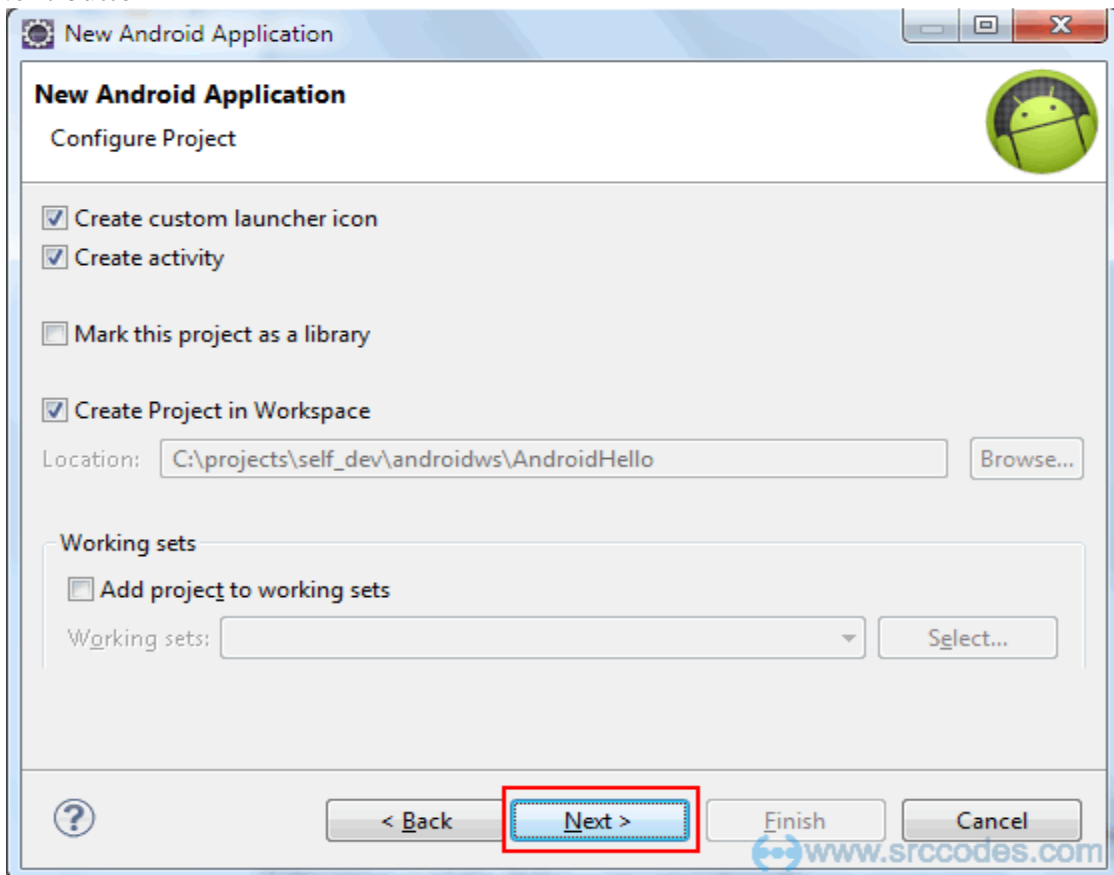 New Android Application
New Android Application
Configure Project
Create custom launcher icon
Create activity
Mark this project as a library
Create Project in Workspace
Location: C:\projects\self_dev\androidws\AndroidHello Browse...
Working sets
Add project to working sets
Working sets: Select...
? < Back Next > Finish Cancel
www.srccodes.com